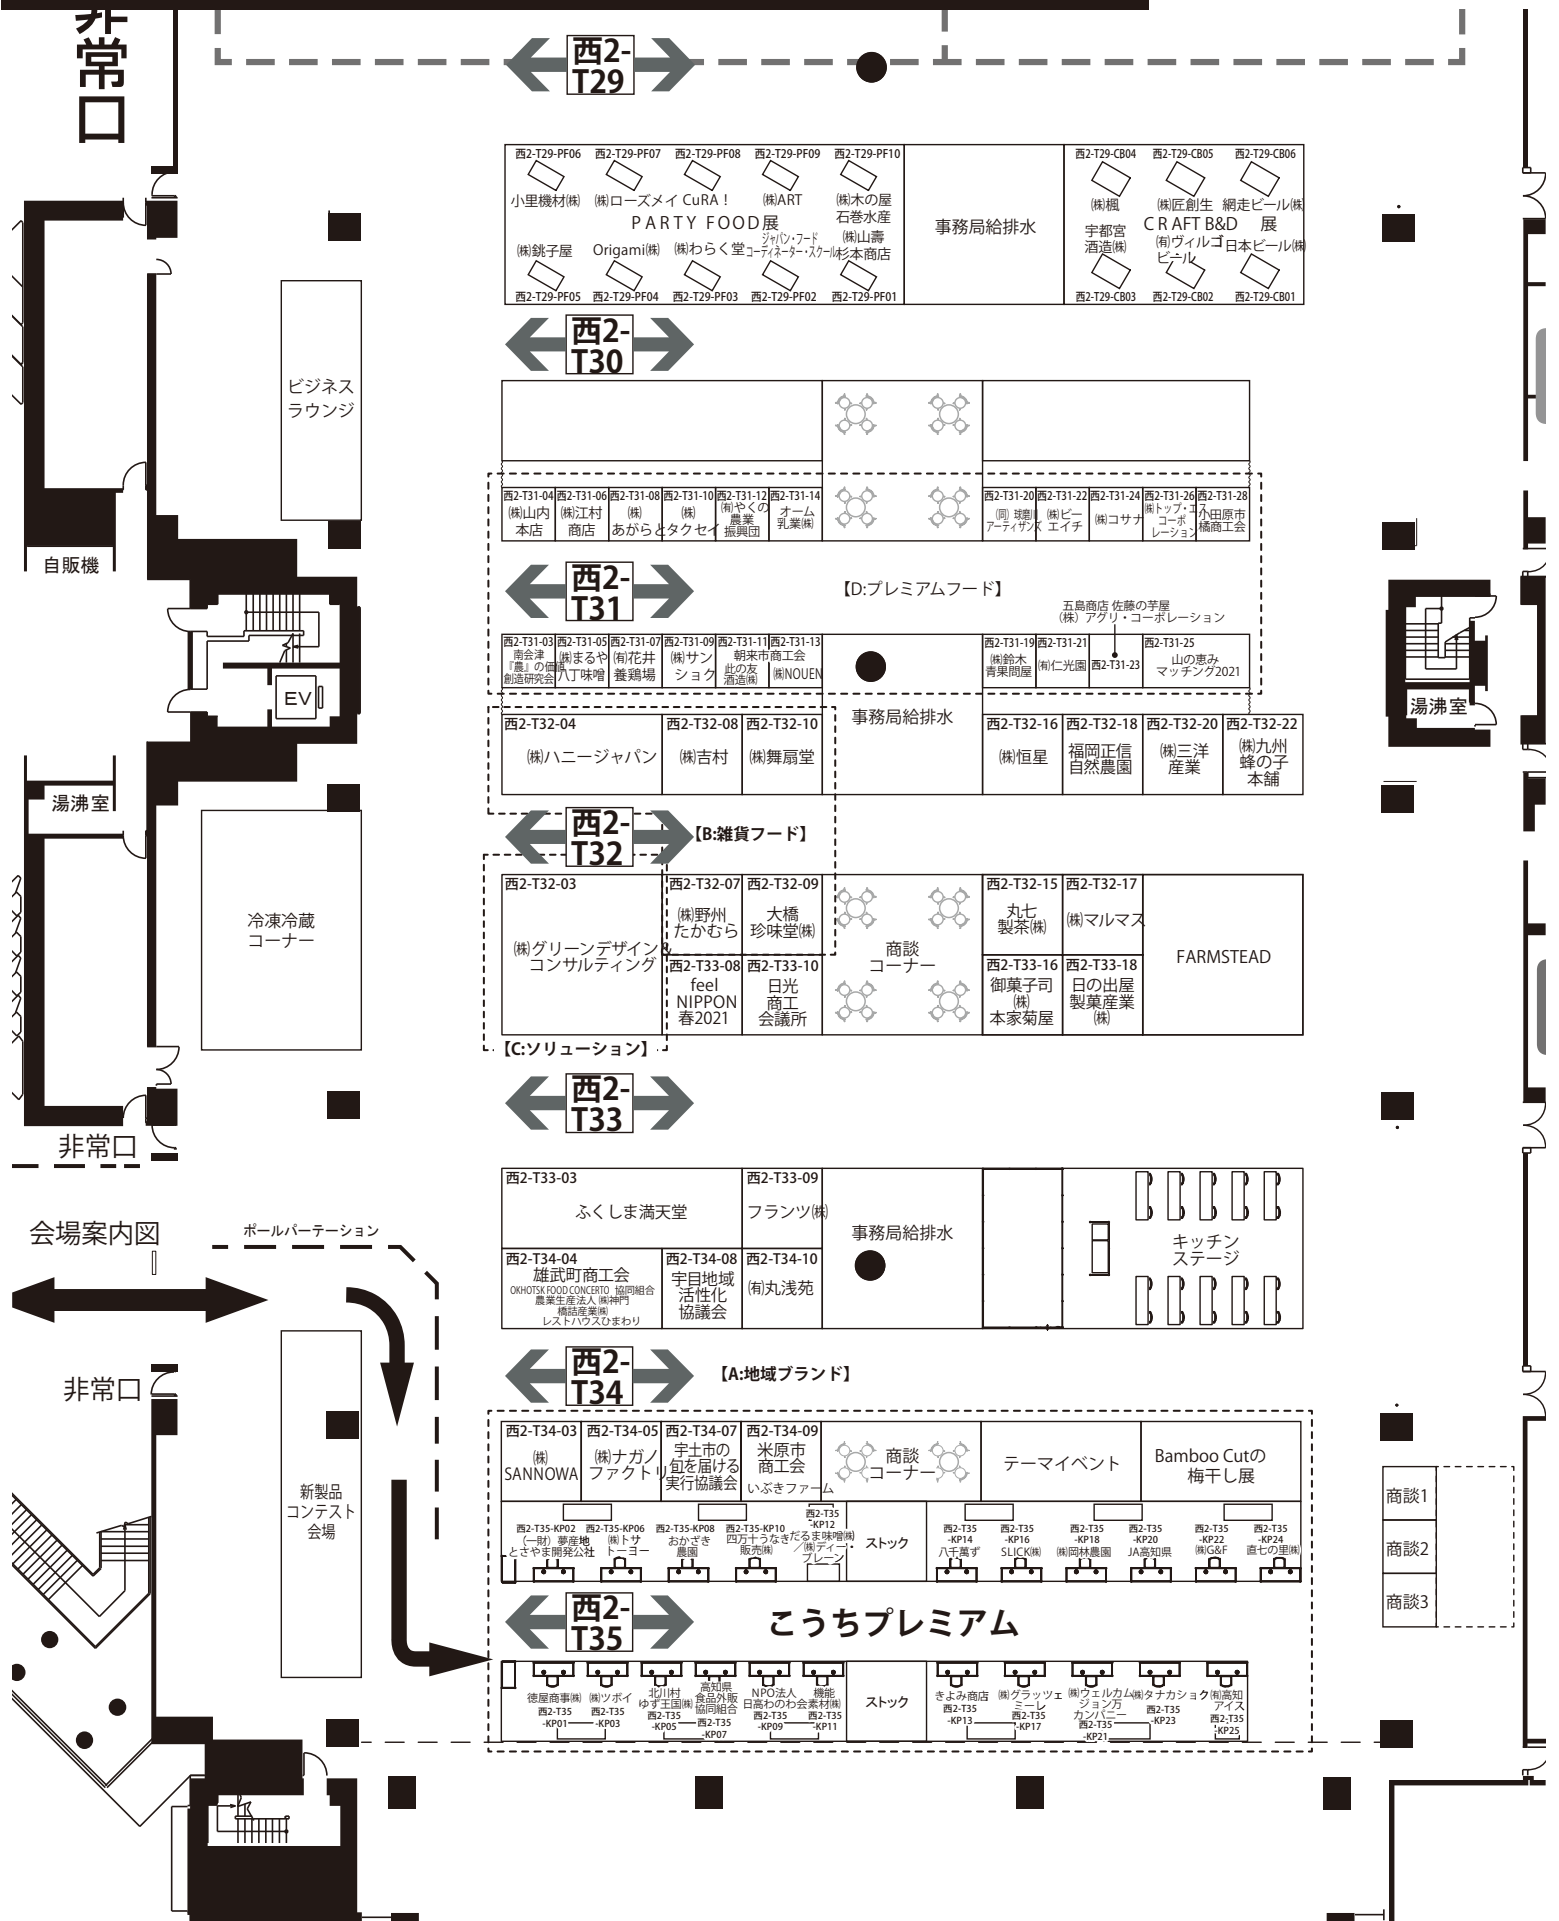 非常口
西2-
T29
西2-T29-PF06
西2-T29-PF07
西2-T29-PF08
西2-T29-PF09
西2-T29-PF10
小里機材㈱
㈱ローズメイ
CuRA！
㈱ART
㈱木の屋
石巻水産
PARTY FOOD展
㈱銚子屋
Origami㈱
㈱わらく堂
ジャパン・フード
コーディネーター・スクール
㈱山壽
杉本商店
西2-T29-PF05
西2-T29-PF04
西2-T29-PF03
西2-T29-PF02
西2-T29-PF01
事務局給排水
西2-T29-CB04
西2-T29-CB05
西2-T29-CB06
㈱楓
㈱匠創生
網走ビール㈱
CRAFT B&D 展
宇都宮
酒造㈱
㈲ヴィルゴ
ビール
日本ビール㈱
西2-T29-CB03
西2-T29-CB02
西2-T29-CB01
西2-
T30
ビジネス
ラウンジ
西2-T31-04
㈱山内
本店
西2-T31-06
㈱江村
商店
西2-T31-08
㈱
あがらと
西2-T31-10
㈱
タクセイ
西2-T31-12
㈲やくの
農業
振興団
西2-T31-14
オーム
乳業㈱
西2-T31-20
㈿ 球磨川
アーティザンズ
西2-T31-22
㈱ビー
エイチ
西2-T31-24
㈱コサナ
西2-T31-26
㈱トップ・エス
コーポ
レーション
西2-T31-28
小田原市
橘商工会
自販機
西2-
T31
【D:プレミアムフード】
五島商店 佐藤の芋屋
（株）アグリ・コーポレーション
西2-T31-03
南会津
『農』の価値
創造研究会
西2-T31-05
㈱まるや
八丁味噌
西2-T31-07
㈲花井
養鶏場
西2-T31-09
㈱サン
ショク
西2-T31-11
西2-T31-13
朝来市商工会
此の友
酒造㈱
㈱NOUEN
西2-T31-19
㈱鈴木
青果問屋
西2-T31-21
㈲仁光園
西2-T31-23
西2-T31-25
山の恵み
マッチング2021
EV
湯沸室
事務局給排水
西2-T32-04
㈱ハニージャパン
西2-T32-08
㈱吉村
西2-T32-10
㈱舞扇堂
西2-T32-16
㈱恒星
西2-T32-18
福岡正信
自然農園
西2-T32-20
㈱三洋
産業
西2-T32-22
㈱九州
蜂の子
本舗
湯沸室
西2-
T32
【B:雑貨フード】
冷凍冷蔵
コーナー
西2-T32-03
㈱グリーンデザイン&
コンサルティング
西2-T32-07
㈱野州
たかむら
西2-T32-09
大橋
珍味堂㈱
商談
コーナー
西2-T32-15
丸七
製茶㈱
西2-T32-17
㈱マルマス
FARMSTEAD
西2-T33-08
feel
NIPPON
春2021
西2-T33-10
日光
商工
会議所
西2-T33-16
御菓子司
㈱
本家菊屋
西2-T33-18
日の出屋
製菓産業
㈱
【C:ソリューション】
西2-
T33
非常口
西2-T33-03
ふくしま満天堂
西2-T33-09
フランツ㈱
事務局給排水
キッチン
ステージ
会場案内図
ポールパーテーション
西2-T34-04
雄武町商工会
OKHOTSK FOOD CONCERTO 協同組合
農業生産法人 ㈱神門
橋詰産業㈱
レストハウスひまわり
西2-T34-08
宇目地域
活性化
協議会
西2-T34-10
㈲丸浅苑
西2-
T34
【A:地域ブランド】
非常口
新製品
コンテスト
会場
西2-T34-03
㈱
SANNOWA
西2-T34-05
㈱ナガノ
ファクトリー
西2-T34-07
宇土市の
旬を届ける
実行協議会
西2-T34-09
米原市
商工会
いぶきファーム
商談
コーナー
テーマイベント
Bamboo Cutの
梅干し展
商談1
商談2
商談3
西2-T35-KP02
（一財）夢産地
とさやま開発公社
西2-T35-KP06
㈱トサ
トーヨー
西2-T35-KP08
おかざき
農園
西2-T35-KP10
四万十うなぎ
販売㈱
西2-T35
-KP12
だるま味噌㈱
／㈱ディー・
ブレーン
ストック
西2-T35
-KP14
八千萬ず
西2-T35
-KP16
SLICK㈱
西2-T35
-KP18
㈱岡林農園
西2-T35
-KP20
JA高知県
西2-T35
-KP22
㈱G&F
西2-T35
-KP24
直七の里㈱
西2-
T35
こうちプレミアム
徳屋商事㈱
西2-T35
-KP01
㈱ツボイ
西2-T35
-KP03
北川村
ゆず王国㈱
西2-T35
-KP05
高知県
食品外販
協同組合
西2-T35
-KP07
NPO法人
日高わのわ会
西2-T35
-KP09
機能
素材㈱
西2-T35
-KP11
ストック
きよみ商店
西2-T35
-KP13
㈱グラッツェ
ミーレ
西2-T35
-KP17
㈱ウェルカム
ジョン万
カンパニー
西2-T35
-KP21
㈱タナカショク
西2-T35
-KP23
㈲高知
アイス
西2-T35
-KP25